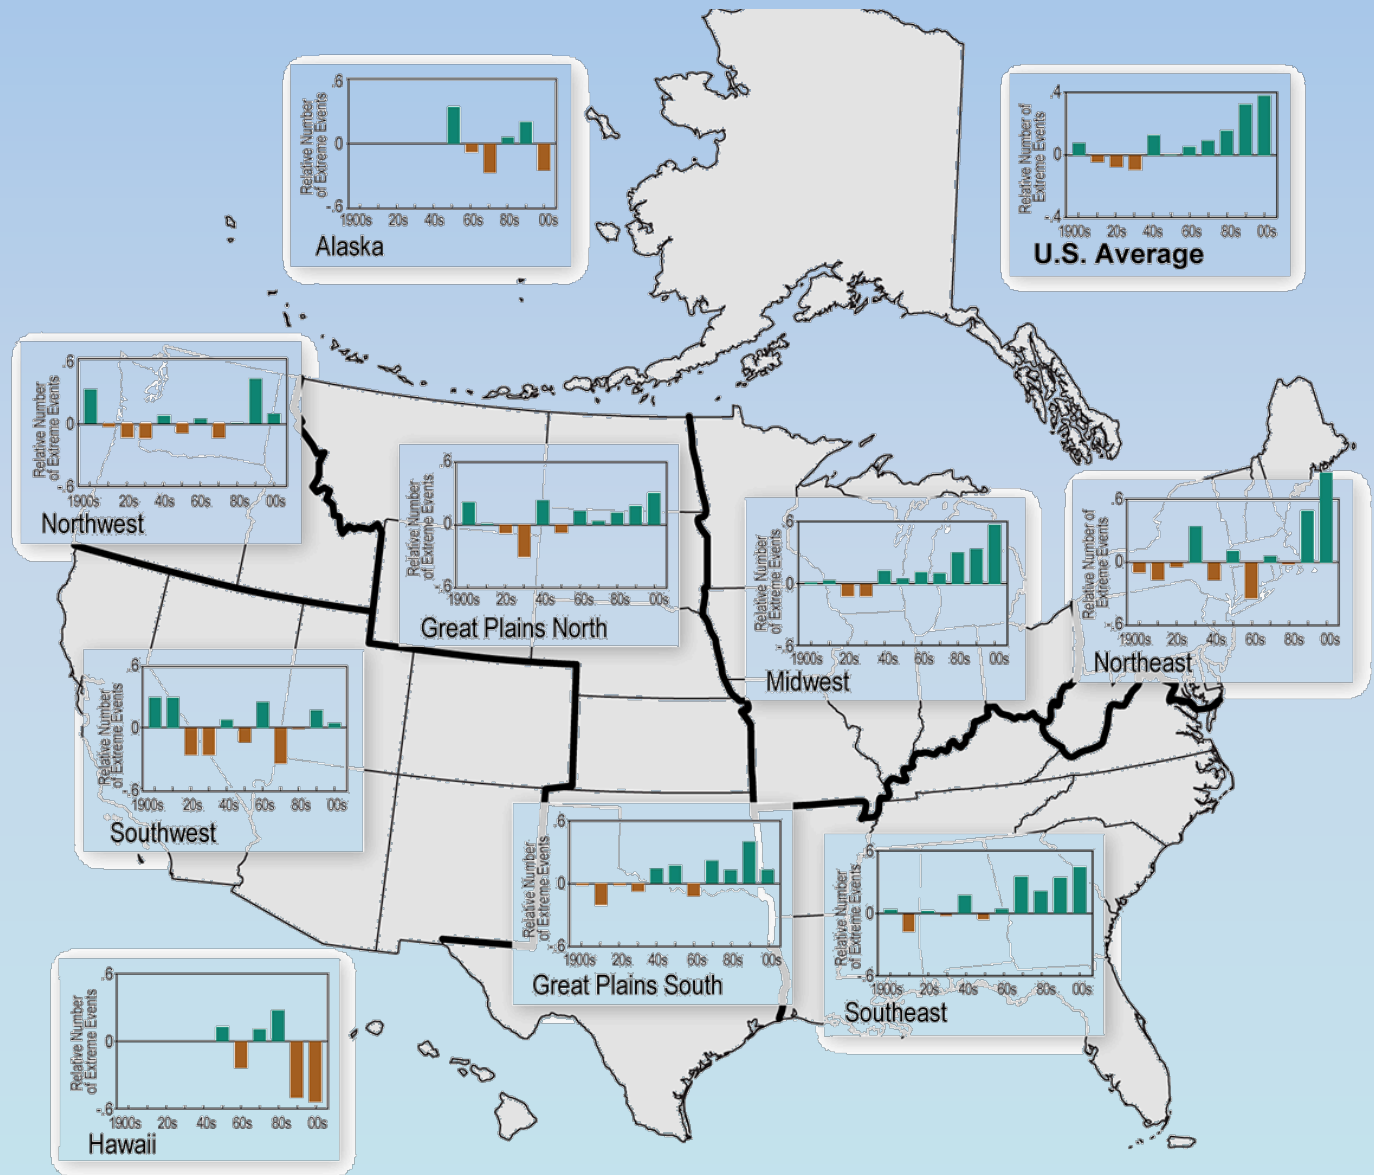 .6
0
-.6
Relative Number
of Extreme Events
1900s 20s 40s 60s 80s 00s
Alaska
.4
0
-.4
Relative Number of
Extreme Events
1900s 20s 40s 60s 80s 00s
U.S. Average
.6
0
-.6
Relative Number
of Extreme Events
1900s 20s 40s 60s 80s 00s
Northwest
.6
0
-.6
Relative Number
of Extreme Events
1900s 20s 40s 60s 80s 00s
Great Plains North
.6
0
-.6
Relative Number
of Extreme Events
1900s 20s 40s 60s 80s 00s
Midwest
.6
0
-.6
Relative Number of
Extreme Events
1900s 20s 40s 60s 80s 00s
Northeast
.6
0
-.6
Relative Number
of Extreme Events
1900s 20s 40s 60s 80s 00s
Southwest
.6
0
-.6
Relative Number
of Extreme Events
1900s 20s 40s 60s 80s 00s
Great Plains South
.6
0
-.6
Relative Number
of Extreme Events
1900s 20s 40s 60s 80s 00s
Southeast
.6
0
-.6
Relative Number
of Extreme Events
1900s 20s 40s 60s 80s 00s
Hawaii